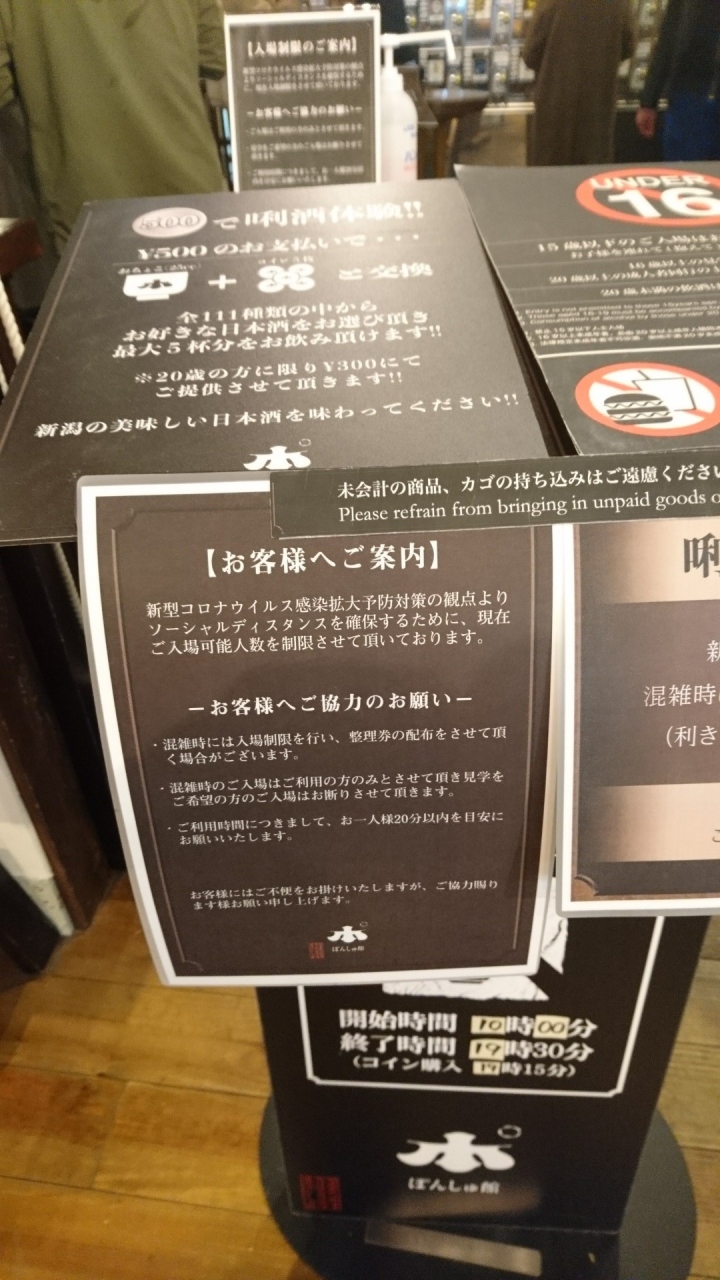 【入場制限のご案内】
－お客様へご協力のお願い－
500で唎酒体験!!
¥500のお支払いで・・・
おちょこ(25cc)
コイン5枚
+
と交換
全111種類の中から
お好きな日本酒をお選び頂き
最大5杯分をお飲み頂けます!!
※20歳の方に限り¥300にて
ご提供させて頂きます!!
新潟の美味しい日本酒を味わってください!!
UNDER
16
未会計の商品、カゴの持ち込みはご遠慮ください
Please refrain from bringing in unpaid goods o
【お客様へご案内】
新型コロナウイルス感染拡大予防対策の観点より
ソーシャルディスタンスを確保するために、現在
ご入場可能人数を制限させて頂いております。
－お客様へご協力のお願い－
・混雑時には入場制限を行い、整理券の配布をさせて頂
く場合がございます。
・混雑時のご入場はご利用の方のみとさせて頂き見学を
ご希望の方のご入場はお断りさせて頂きます。
・ご利用時間につきまして、お一人様20分以内を目安に
お願いいたします。
お客様にはご不便をお掛けいたしますが、ご協力賜り
ます様お願い申し上げます。
ぽんしゅ館
唎
新
混雑時
（利き
開始時間 10時00分
終了時間 19時30分
（コイン購入 19時15分）
ぽんしゅ館